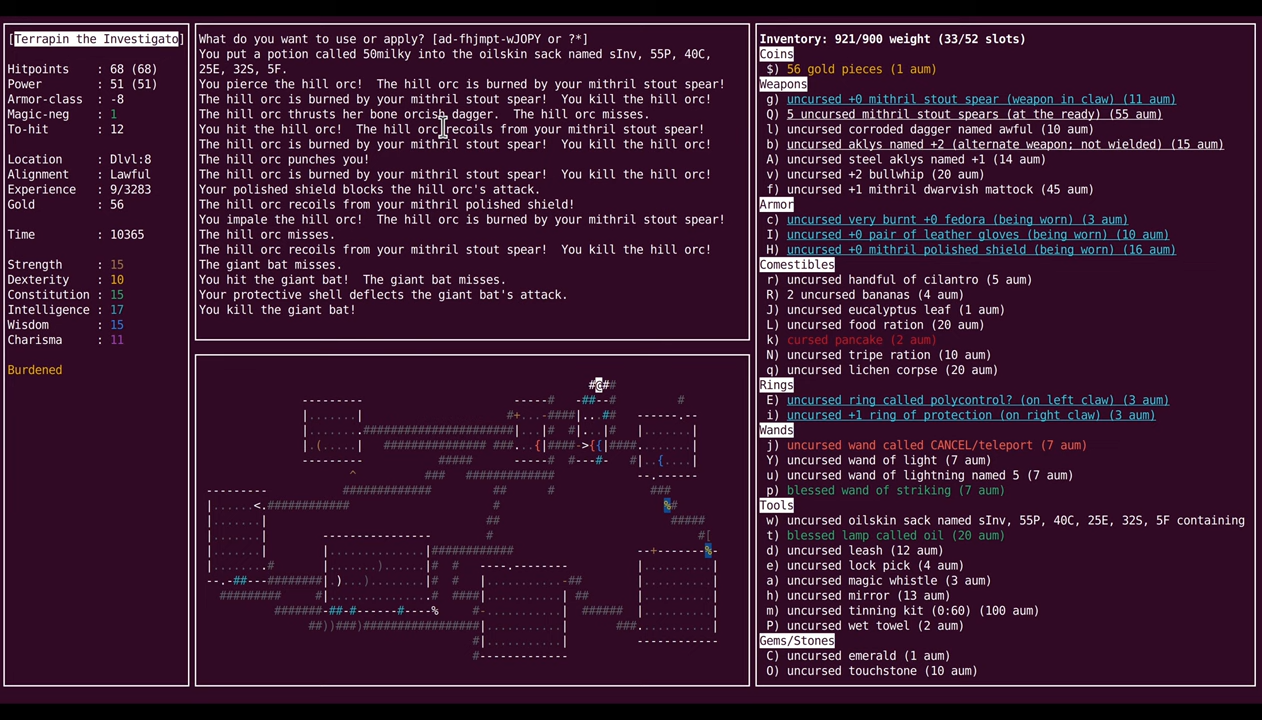 [Terrapin the Investigato]
Hitpoints : 68 (68)
Power : 51 (51)
Armor-class : -8
Magic-neg : 1
To-hit : 12
Location : Dlvl:8
Alignment : Lawful
Experience : 9/3283
Gold : 56
Time : 10365
Strength : 15
Dexterity : 10
Constitution : 15
Intelligence : 17
Wisdom : 15
Charisma : 11
Burdened
What do you want to use or apply? [ad-fhjmpt-wJOPY or ?*]
You put a potion called 50milky into the oilskin sack named sInv, 55P, 40C,
25E, 32S, 5F.
You pierce the hill orc!  The hill orc is burned by your mithril stout spear!
The hill orc is burned by your mithril stout spear!  You kill the hill orc!
The hill orc thrusts her bone orcish dagger.  The hill orc misses.
You hit the hill orc!  The hill orc recoils from your mithril stout spear!
The hill orc is burned by your mithril stout spear!  You kill the hill orc!
The hill orc punches you!
The hill orc is burned by your mithril stout spear!  You kill the hill orc!
Your polished shield blocks the hill orc's attack.
The hill orc recoils from your mithril polished shield!
You impale the hill orc!  The hill orc is burned by your mithril stout spear!
The hill orc misses.
The hill orc recoils from your mithril stout spear!  You kill the hill orc!
The giant bat misses.
You hit the giant bat!  The giant bat misses.
Your protective shell deflects the giant bat's attack.
You kill the giant bat!
Inventory: 921/900 weight (33/52 slots)
Coins
$) 56 gold pieces (1 aum)
Weapons
g) uncursed +0 mithril stout spear (weapon in claw) (11 aum)
Q) 5 uncursed mithril stout spears (at the ready) (55 aum)
l) uncursed corroded dagger named awful (10 aum)
b) uncursed aklys named +2 (alternate weapon; not wielded) (15 aum)
A) uncursed steel aklys named +1 (14 aum)
v) uncursed +2 bullwhip (20 aum)
f) uncursed +1 mithril dwarvish mattock (45 aum)
Armor
c) uncursed very burnt +0 fedora (being worn) (3 aum)
I) uncursed +0 pair of leather gloves (being worn) (10 aum)
H) uncursed +0 mithril polished shield (being worn) (16 aum)
Comestibles
r) uncursed handful of cilantro (5 aum)
R) 2 uncursed bananas (4 aum)
J) uncursed eucalyptus leaf (1 aum)
L) uncursed food ration (20 aum)
k) cursed pancake (2 aum)
N) uncursed tripe ration (10 aum)
q) uncursed lichen corpse (20 aum)
Rings
E) uncursed ring called polycontrol? (on left claw) (3 aum)
i) uncursed +1 ring of protection (on right claw) (3 aum)
Wands
j) uncursed wand called CANCEL/teleport (7 aum)
Y) uncursed wand of light (7 aum)
u) uncursed wand of lightning named 5 (7 aum)
p) blessed wand of striking (7 aum)
Tools
w) uncursed oilskin sack named sInv, 55P, 40C, 25E, 32S, 5F containing
t) blessed lamp called oil (20 aum)
d) uncursed leash (12 aum)
e) uncursed lock pick (4 aum)
a) uncursed magic whistle (3 aum)
h) uncursed mirror (13 aum)
m) uncursed tinning kit (0:60) (100 aum)
P) uncursed wet towel (2 aum)
Gems/Stones
C) uncursed emerald (1 aum)
O) uncursed touchstone (10 aum)